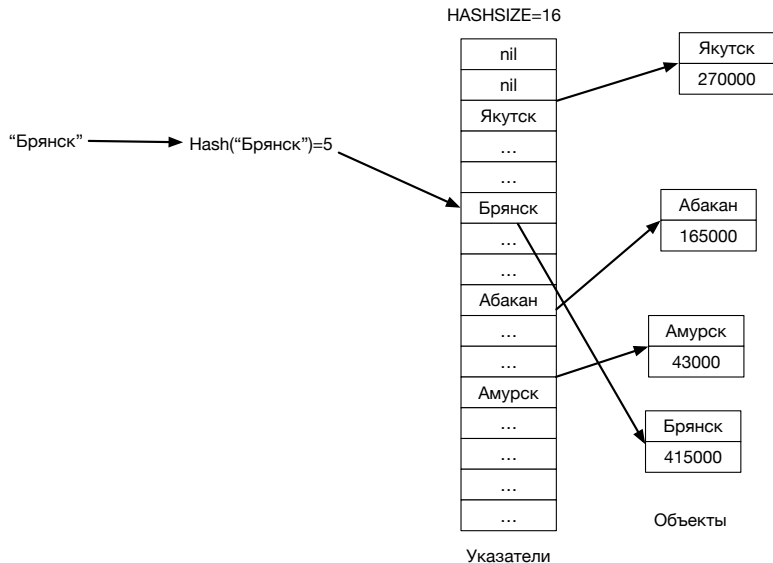 HASHSIZE=16
“Брянск”
Hash(“Брянск”)=5
nil
nil
Якутск
...
...
Брянск
...
...
Абакан
...
...
Амурск
...
...
...
...
Указатели
Якутск
270000
Абакан
165000
Амурск
43000
Брянск
415000
Объекты